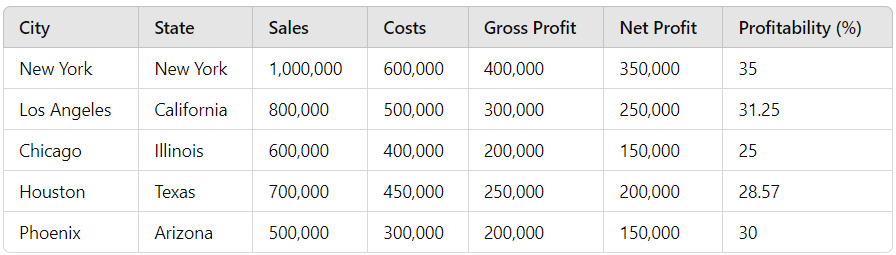 City State Sales Costs Gross Profit Net Profit Profitability (%)
New York New York 1,000,000 600,000 400,000 350,000 35
Los Angeles California 800,000 500,000 300,000 250,000 31.25
Chicago Illinois 600,000 400,000 200,000 150,000 25
Houston Texas 700,000 450,000 250,000 200,000 28.57
Phoenix Arizona 500,000 300,000 200,000 150,000 30